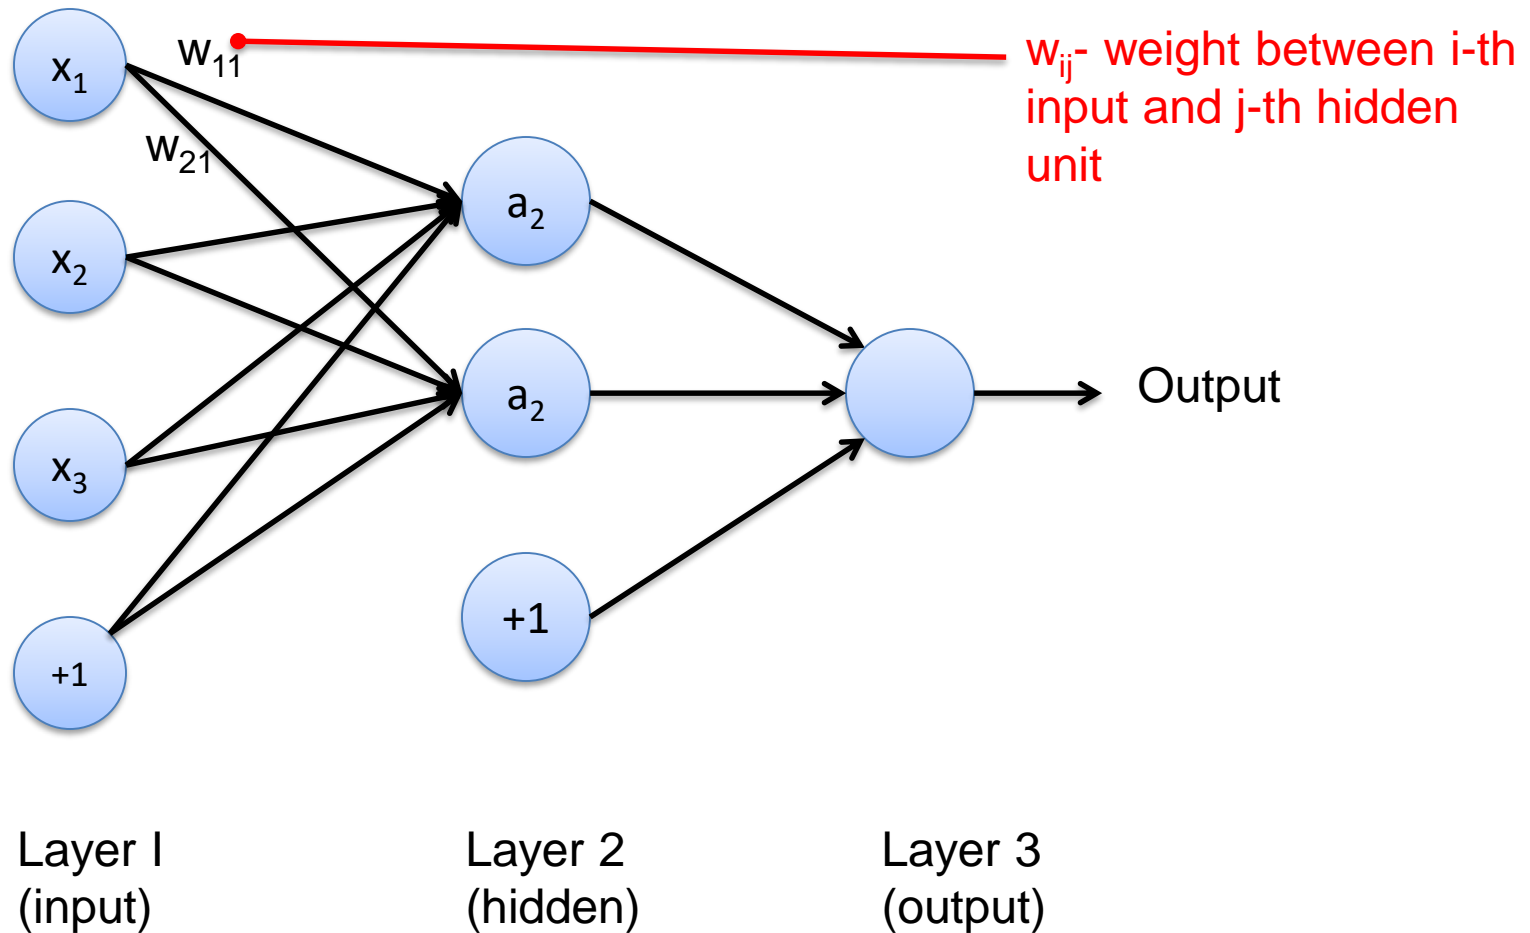 x₁
w₁₁
wᵢⱼ- weight between i-th
input and j-th hidden
unit
w₂₁
a₂
x₂
a₂
Output
x₃
+1
+1
Layer I
(input)
Layer 2
(hidden)
Layer 3
(output)